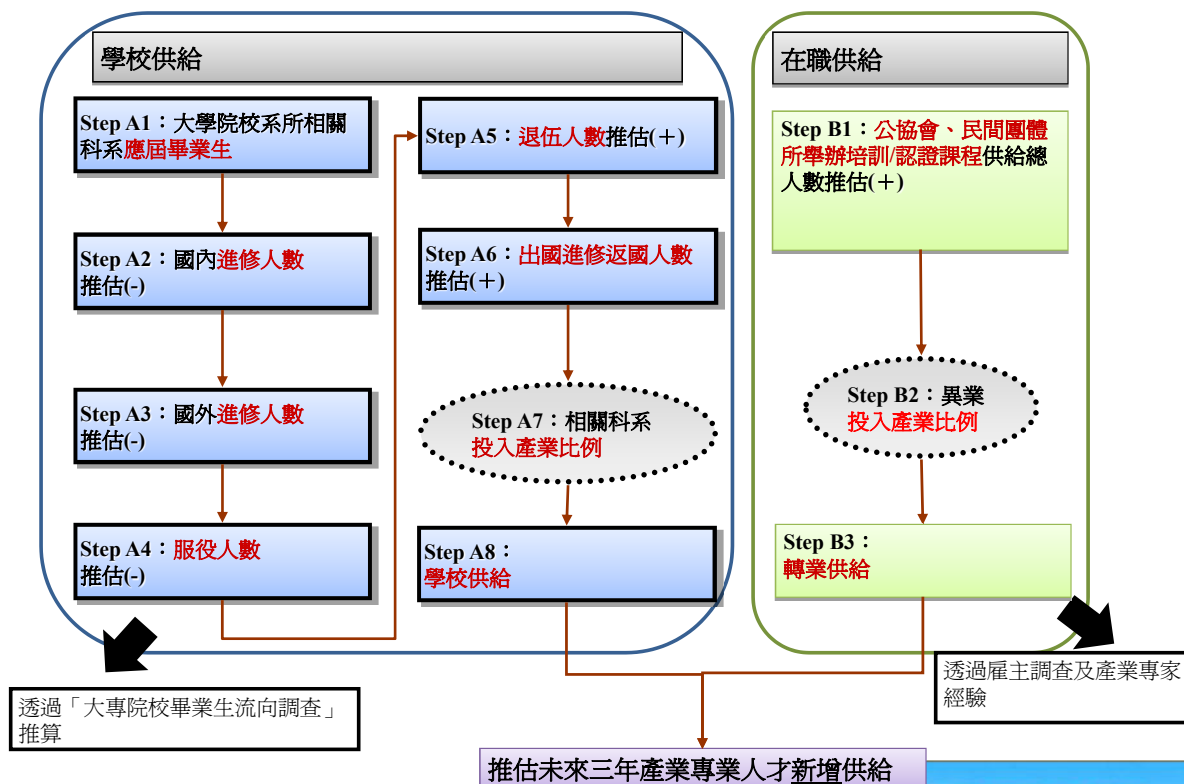 學校供給
Step A1：大學院校系所相關
科系應屆畢業生
Step A2：國內進修人數
推估(-)
Step A3：國外進修人數
推估(-)
Step A4：服役人數
推估(-)
Step A5：退伍人數推估(＋)
Step A6：出國進修返國人數
推估(＋)
Step A7：相關科系
投入產業比例
Step A8：
學校供給
在職供給
Step B1：公協會、民間團體
所舉辦培訓/認證課程供給總
人數推估(＋)
Step B2：異業
投入產業比例
Step B3：
轉業供給
透過「大專院校畢業生流向調查」
推算
透過雇主調查及產業專家
經驗
推估未來三年產業專業人才新增供給